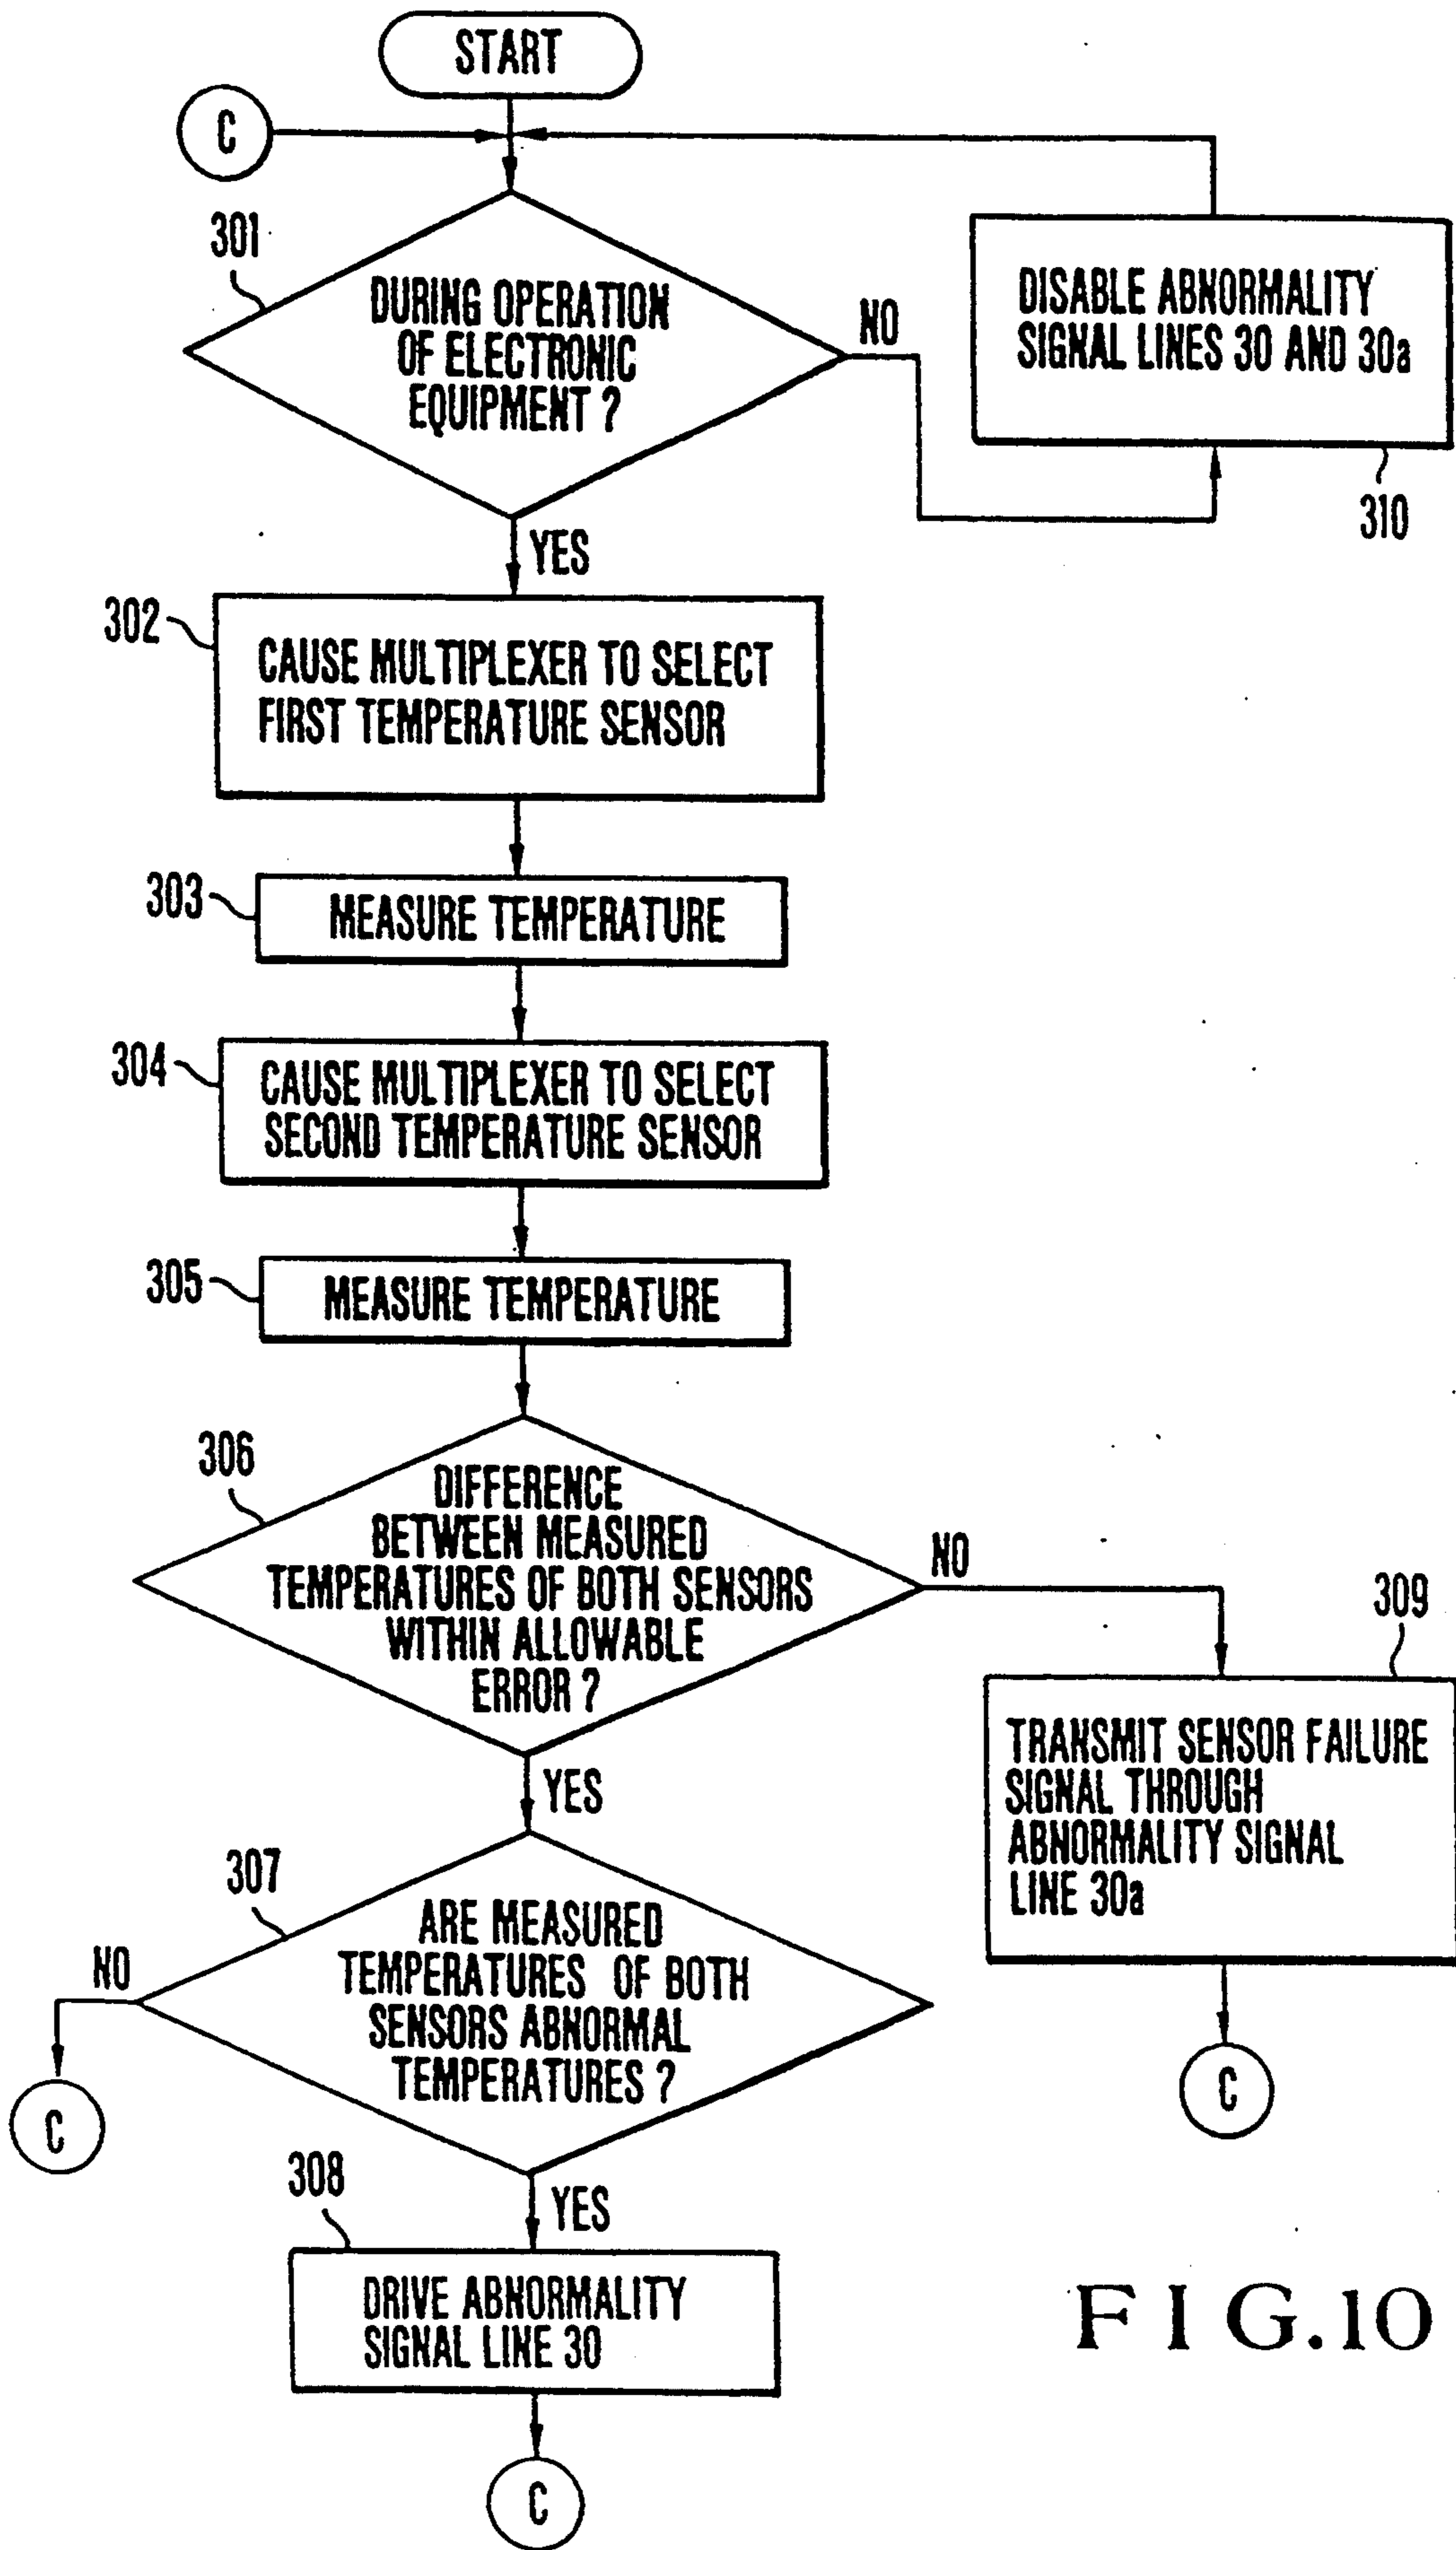 START
C
301
DURING OPERATION
OF ELECTRONIC
EQUIPMENT ?
NO
DISABLE ABNORMALITY
SIGNAL LINES 30 AND 30a
310
YES
302
CAUSE MULTIPLEXER TO SELECT
FIRST TEMPERATURE SENSOR
303
MEASURE TEMPERATURE
304
CAUSE MULTIPLEXER TO SELECT
SECOND TEMPERATURE SENSOR
305
MEASURE TEMPERATURE
306
DIFFERENCE
BETWEEN MEASURED
TEMPERATURES OF BOTH SENSORS
WITHIN ALLOWABLE
ERROR ?
NO
309
TRANSMIT SENSOR FAILURE
SIGNAL THROUGH
ABNORMALITY SIGNAL
LINE 30a
C
YES
307
ARE MEASURED
TEMPERATURES OF BOTH
SENSORS ABNORMAL
TEMPERATURES ?
NO
C
YES
308
DRIVE ABNORMALITY
SIGNAL LINE 30
C
FIG.10